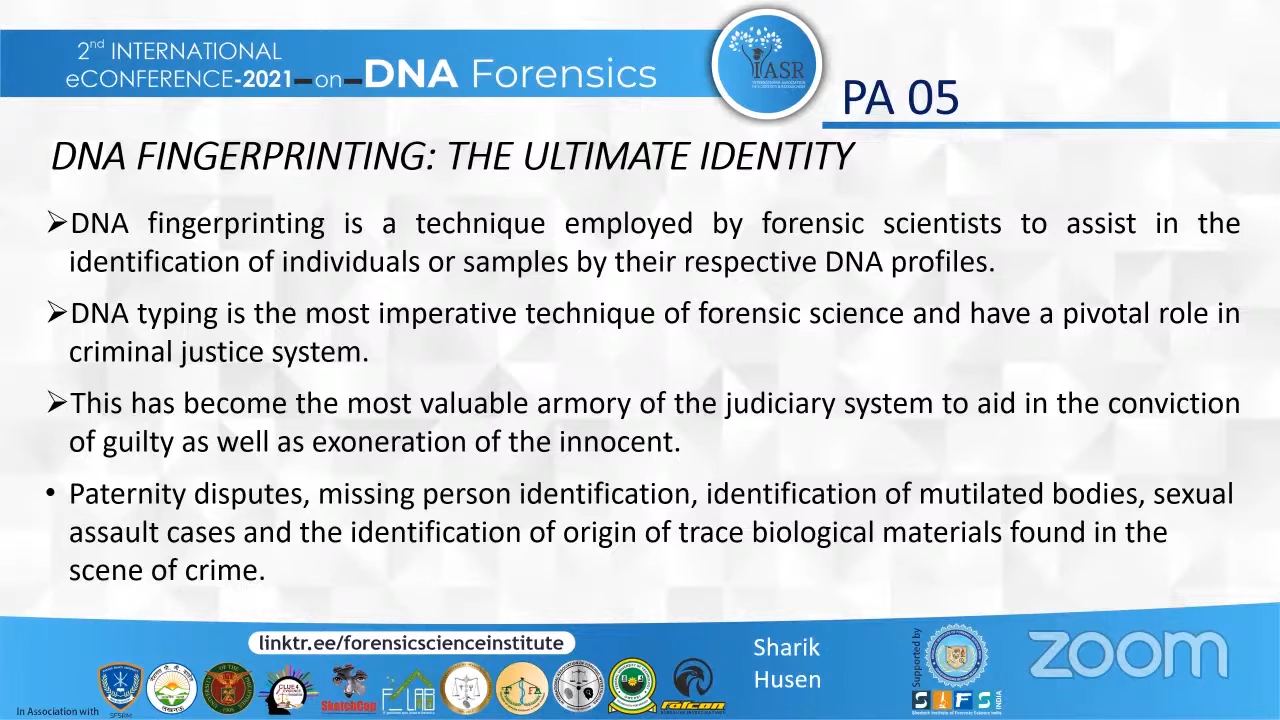 2nd INTERNATIONAL
eCONFERENCE-2021-on-DNA Forensics
IASR
PA 05
DNA FINGERPRINTING: THE ULTIMATE IDENTITY
➢DNA fingerprinting is a technique employed by forensic scientists to assist in the
identification of individuals or samples by their respective DNA profiles.
➢DNA typing is the most imperative technique of forensic science and have a pivotal role in
criminal justice system.
➢This has become the most valuable armory of the judiciary system to aid in the conviction
of guilty as well as exoneration of the innocent.
• Paternity disputes, missing person identification, identification of mutilated bodies, sexual
assault cases and the identification of origin of trace biological materials found in the
scene of crime.
linktr.ee/forensicscienceinstitute
Sharik
Husen
Supported by
zoom
In Association with
SketchCop
falcon
SIFS
INDIA